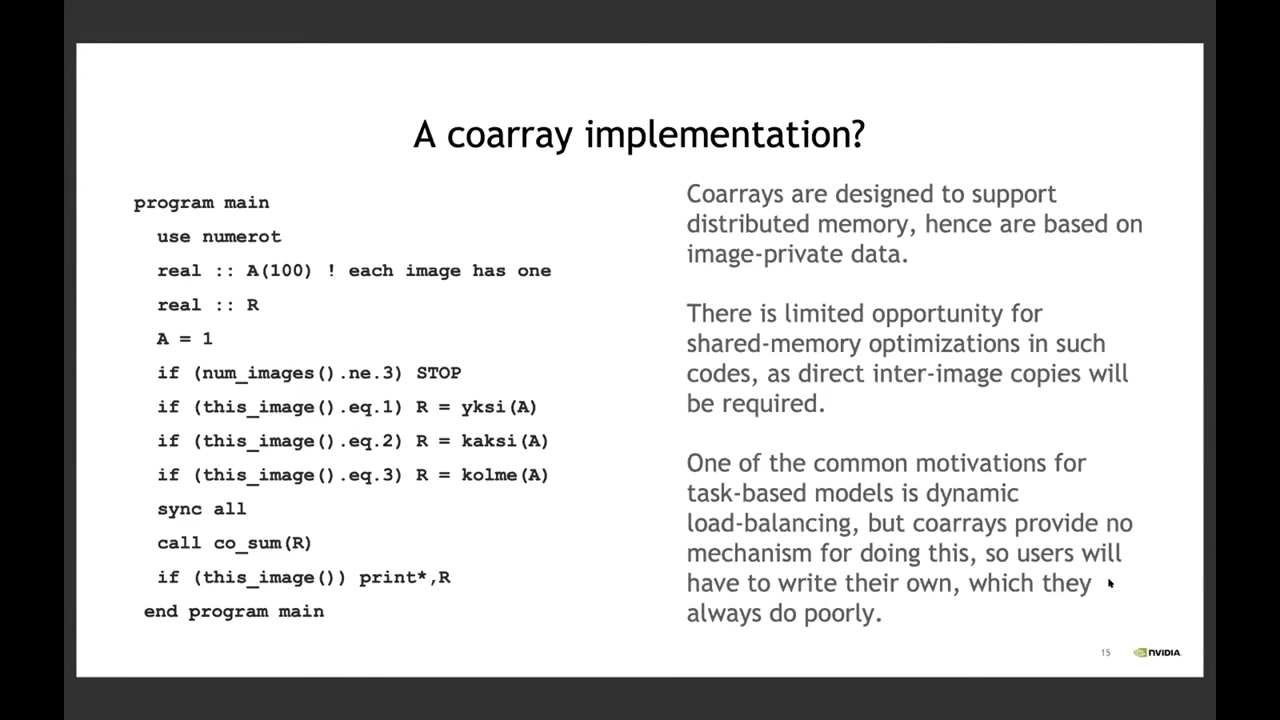 A coarray implementation?
program main
use numerot
real :: A(100) ! each image has one
real :: R
A = 1
if (num_images().ne.3) STOP
if (this_image().eq.1) R = yksi(A)
if (this_image().eq.2) R = kaksi(A)
if (this_image().eq.3) R = kolme(A)
sync all
call co_sum(R)
if (this_image()) print*,R
end program main
Coarrays are designed to support
distributed memory, hence are based on
image-private data.
There is limited opportunity for
shared-memory optimizations in such
codes, as direct inter-image copies will
be required.
One of the common motivations for
task-based models is dynamic
load-balancing, but coarrays provide no
mechanism for doing this, so users will
have to write their own, which they
always do poorly.
15
NVIDIA.